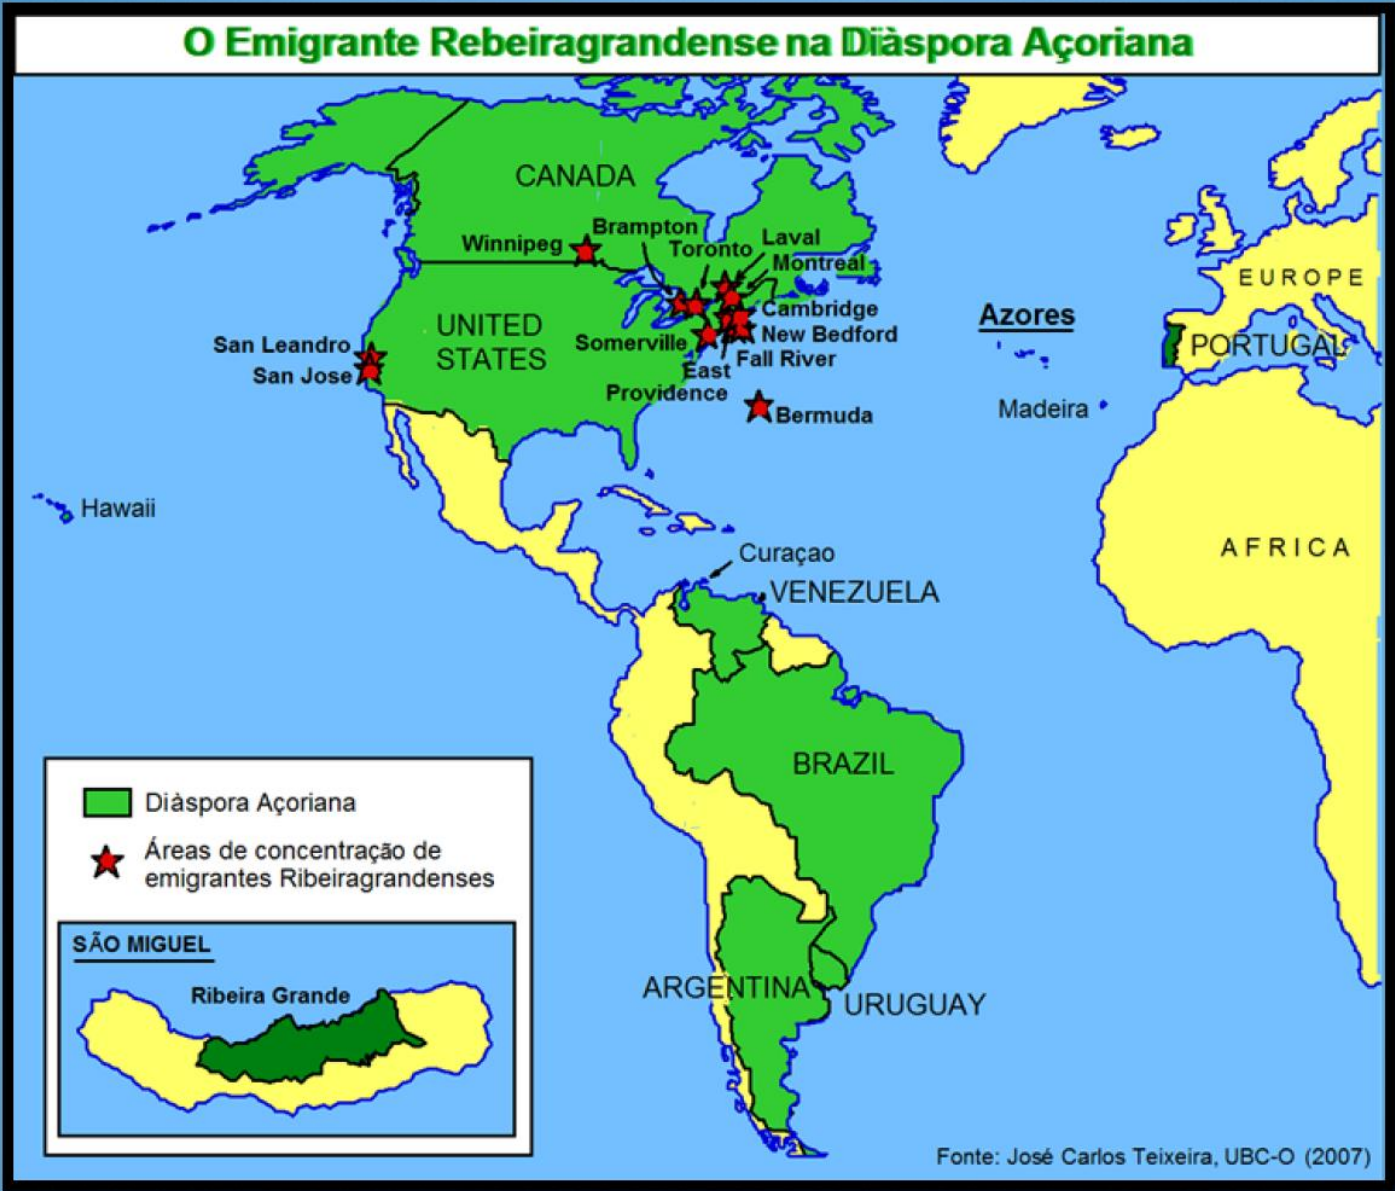 O Emigrante Rebeiragrandense na Diàspora Açoriana
CANADA
Brampton
Winnipeg
Toronto
Laval
Montreal
EUROPE
Cambridge
Azores
UNITED
STATES
New Bedford
Somerville
San Leandro
PORTUGAL
Fall River
San Jose
East
Providence
Bermuda
Madeira
Hawaii
AFRICA
Curaçao
VENEZUELA
BRAZIL
ARGENTINA
URUGUAY
Diàspora Açoriana
Áreas de concentração de
emigrantes Ribeiragrandenses
SÃO MIGUEL
Ribeira Grande
Fonte: José Carlos Teixeira, UBC-O (2007)